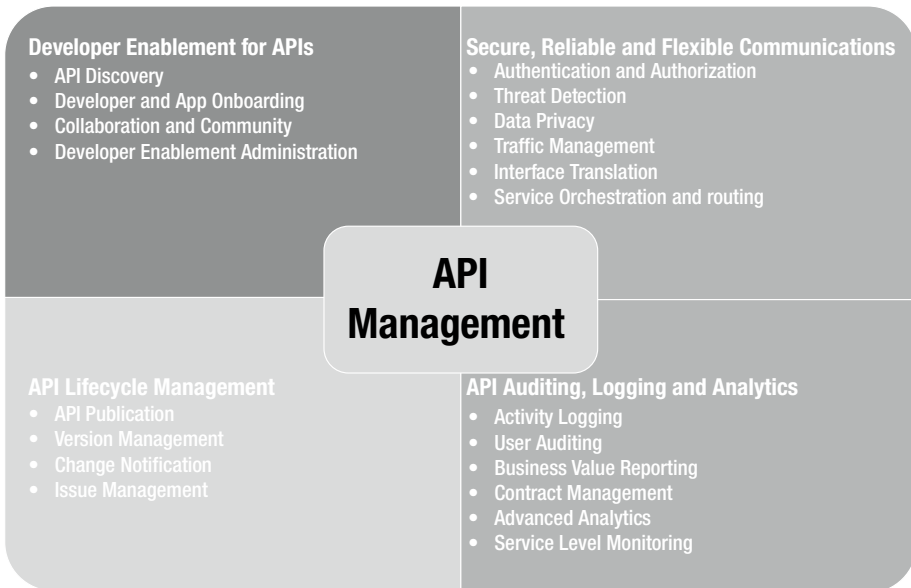 Developer Enablement for APIs
• API Discovery
• Developer and App Onboarding
• Collaboration and Community
• Developer Enablement Administration
Secure, Reliable and Flexible Communications
• Authentication and Authorization
• Threat Detection
• Data Privacy
• Traffic Management
• Interface Translation
• Service Orchestration and routing
API
Management
API Lifecycle Management
• API Publication
• Version Management
• Change Notification
• Issue Management
API Auditing, Logging and Analytics
• Activity Logging
• User Auditing
• Business Value Reporting
• Contract Management
• Advanced Analytics
• Service Level Monitoring